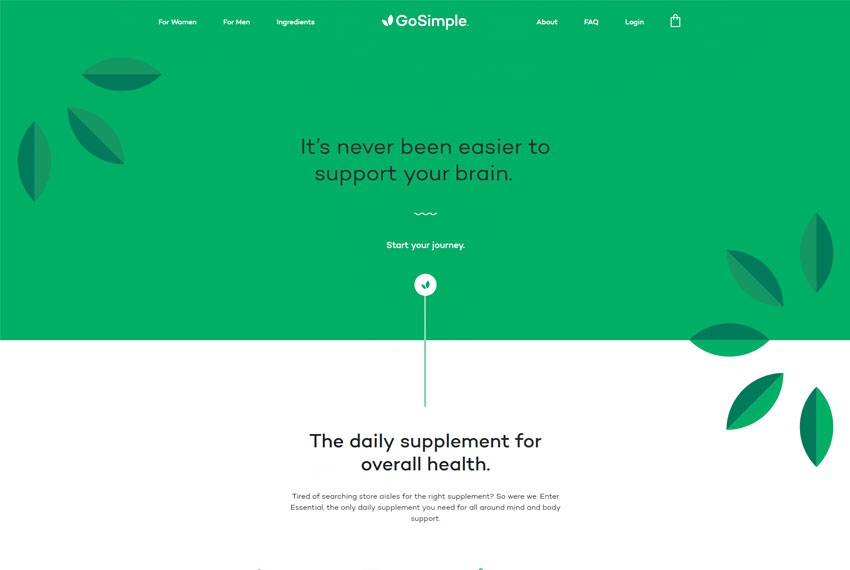 For Women For Men Ingredients GoSimple. About FAQ Login
It's never been easier to
support your brain.
Start your journey.
The daily supplement for
overall health.
Tired of searching store aisles for the right supplement? So were we. Enter
Essential, the only daily supplement you need for all around mind and body
support.